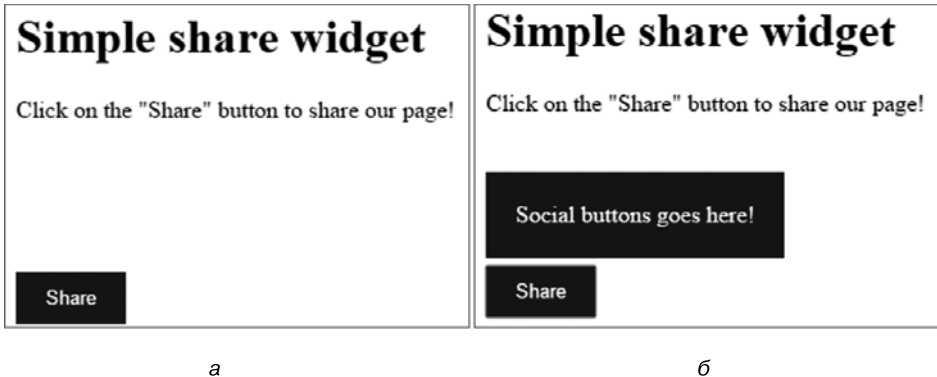 Simple share widget
Click on the "Share" button to share our page!
Share
Simple share widget
Click on the "Share" button to share our page!
Social buttons goes here!
Share
а
б